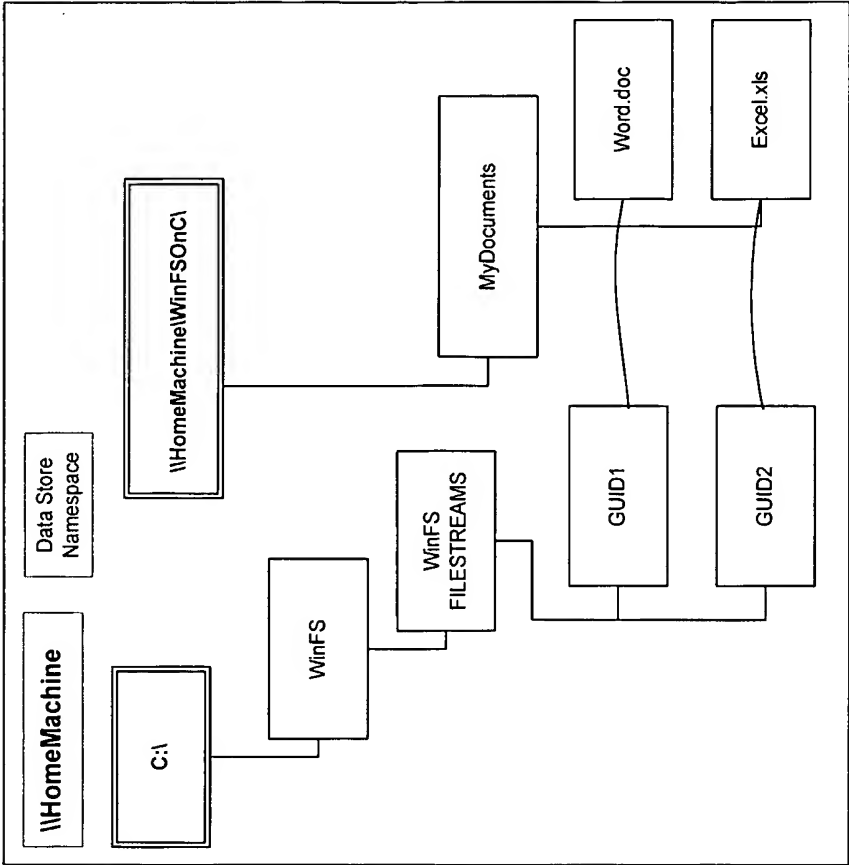 \\HomeMachine
Data Store
Namespace
C:\
\\HomeMachine\WinFSOnC\
WinFS
WinFS
FILESTREAMS
MyDocuments
GUID1
Word.doc
GUID2
Excel.xls